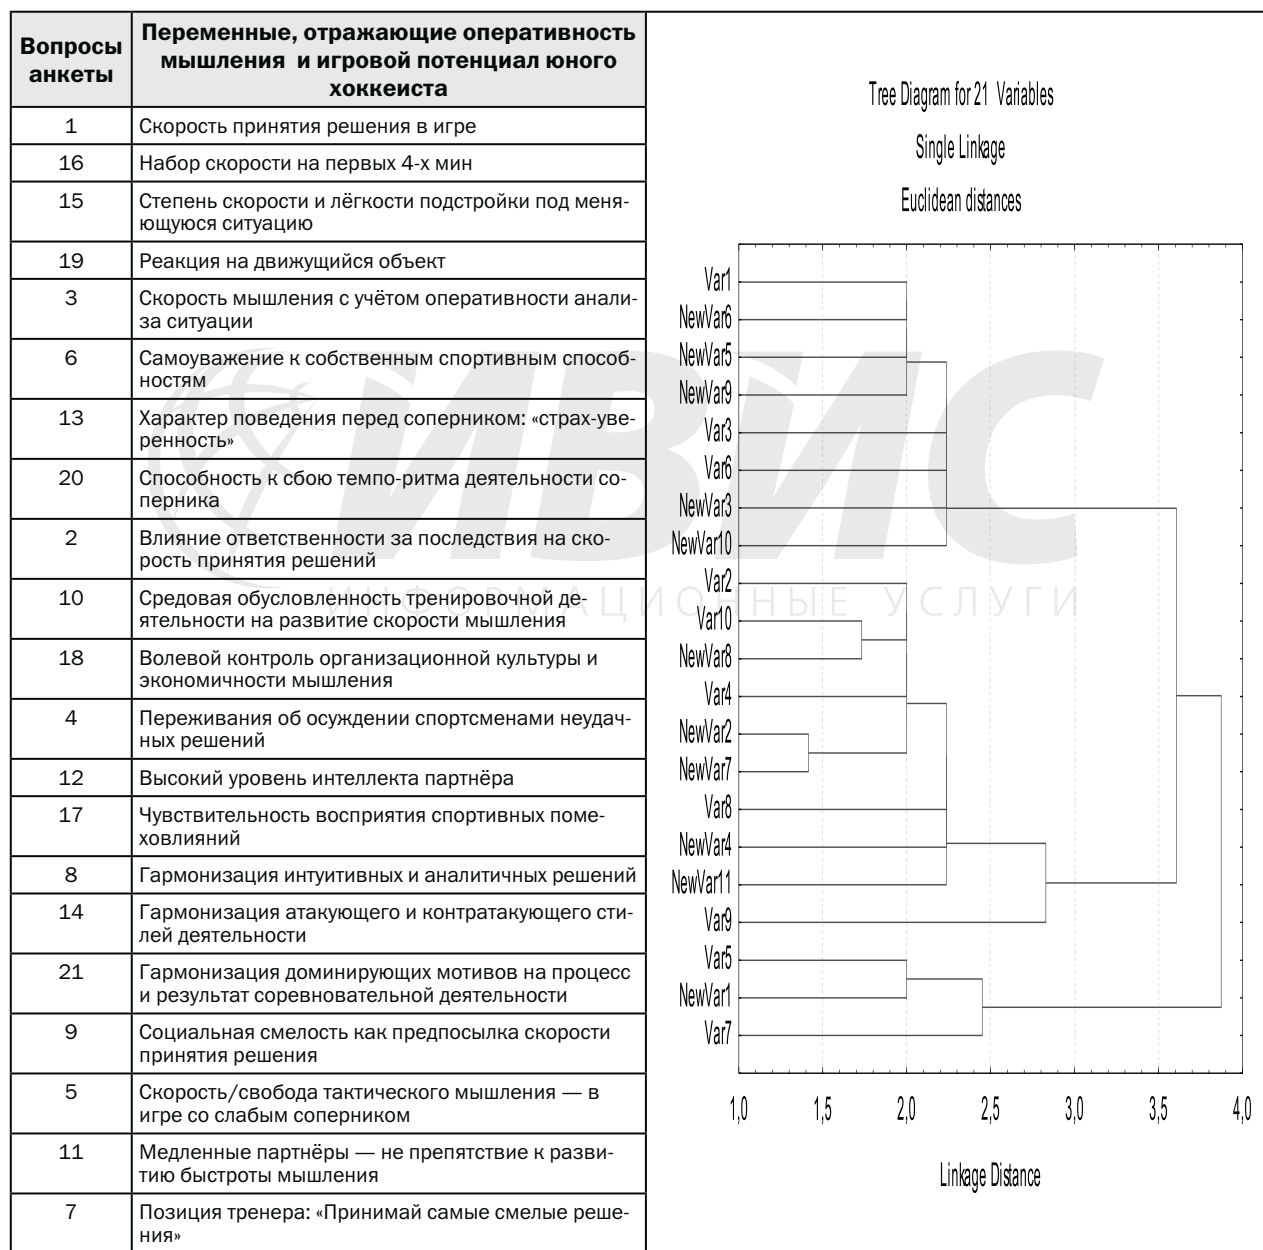 Вопросы
анкеты
Переменные, отражающие оперативность
мышления и игровой потенциал юного
хоккеиста
1
Скорость принятия решения в игре
16
Набор скорости на первых 4-х мин
15
Степень скорости и лёгкости подстройки под меня-
ющуюся ситуацию
19
Реакция на движущийся объект
3
Скорость мышления с учётом оперативности анали-
за ситуации
6
Самоуважение к собственным спортивным способ-
ностям
13
Характер поведения перед соперником: «страх-уве-
ренность»
20
Способность к сбою темпо-ритма деятельности со-
перника
2
Влияние ответственности за последствия на ско-
рость принятия решений
10
Средовая обусловленность тренировочной де-
ятельности на развитие скорости мышления
18
Волевой контроль организационной культуры и
экономичности мышления
4
Переживания об осуждении спортсменами неудач-
ных решений
12
Высокий уровень интеллекта партнёра
17
Чувствительность восприятия спортивных поме-
ховлияний
8
Гармонизация интуитивных и аналитичных решений
14
Гармонизация атакующего и контратакующего сти-
лей деятельности
21
Гармонизация доминирующих мотивов на процесс
и результат соревновательной деятельности
9
Социальная смелость как предпосылка скорости
принятия решения
5
Скорость/свобода тактического мышления — в
игре со слабым соперником
11
Медленные партнёры — не препятствие к разви-
тию быстроты мышления
7
Позиция тренера: «Принимай самые смелые реше-
ния»
Tree Diagram for 21 Variables
Single Linkage
Euclidean distances
Var1
NewVar6
NewVar5
NewVar9
Var3
Var6
NewVar3
NewVar10
Var2
Var10
NewVar8
Var4
NewVar2
NewVar7
Var8
NewVar4
NewVar11
Var9
Var5
NewVar1
Var7
1,0 1,5 2,0 2,5 3,0 3,5 4,0
Linkage Distance
ИВИС
ИНФОРМАЦИОННЫЕ УСЛУГИ